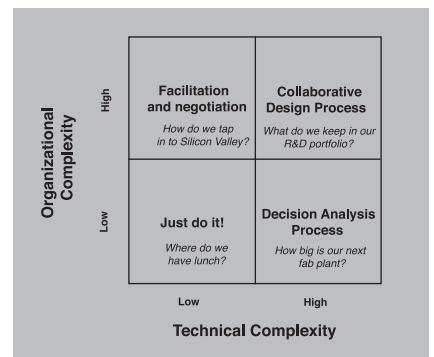 Organizational
Complexity
High
Low
Facilitation
and negotiation
How do we tap
in to Silicon Valley?
Collaborative
Design Process
What do we keep in our
R&D portfolio?
Just do it!
Where do we
have lunch?
Decision Analysis
Process
How big is our next
fab plant?
Low
High
Technical Complexity